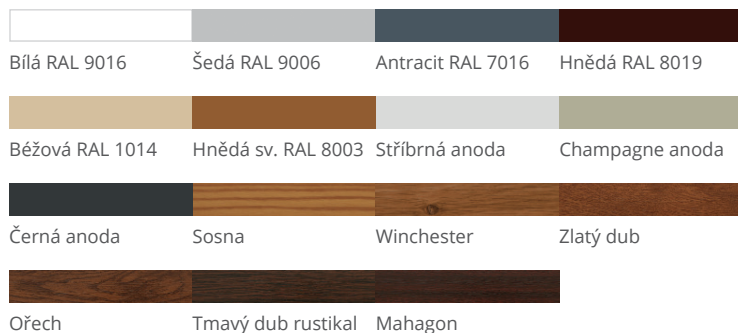 Bílá RAL 9016 Šedá RAL 9006 Antracit RAL 7016 Hnědá RAL 8019
Béžová RAL 1014 Hnědá sv. RAL 8003 Stříbrná anoda Champagne anoda
Černá anoda Sosna Winchester Zlatý dub
Ořech Tmavý dub rustikal Mahagon